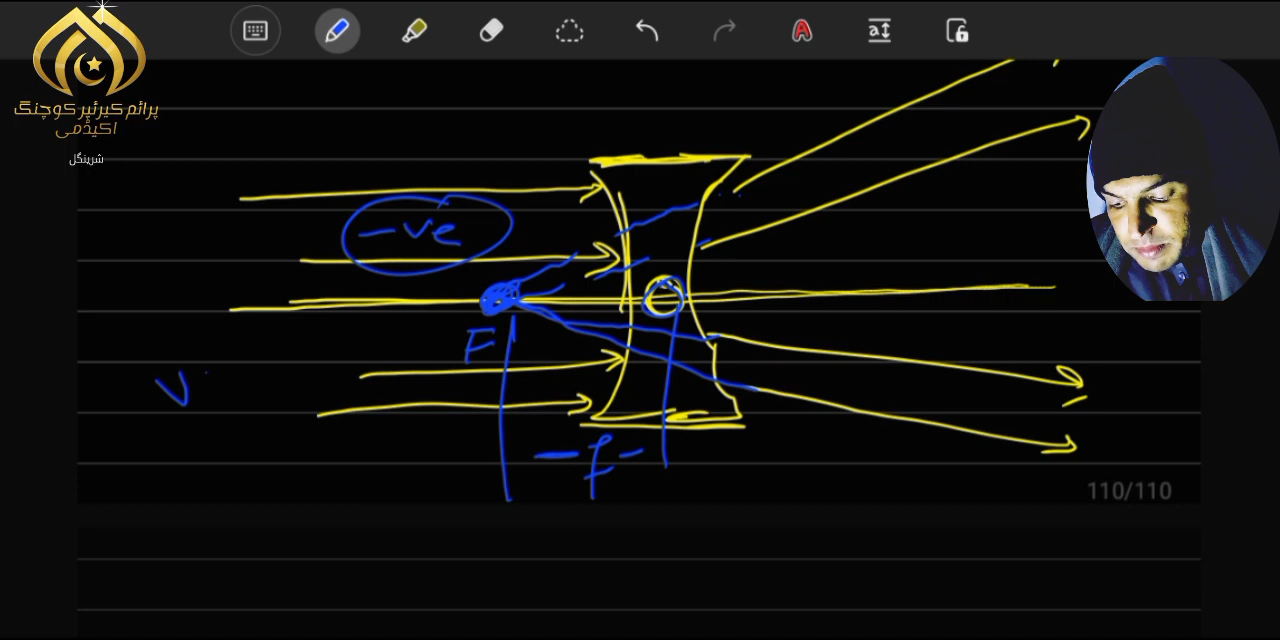 پرائم کیرئیر کوچنگ
اکیڈمی
شرینگل
-ve
F
V
-f-
110/110